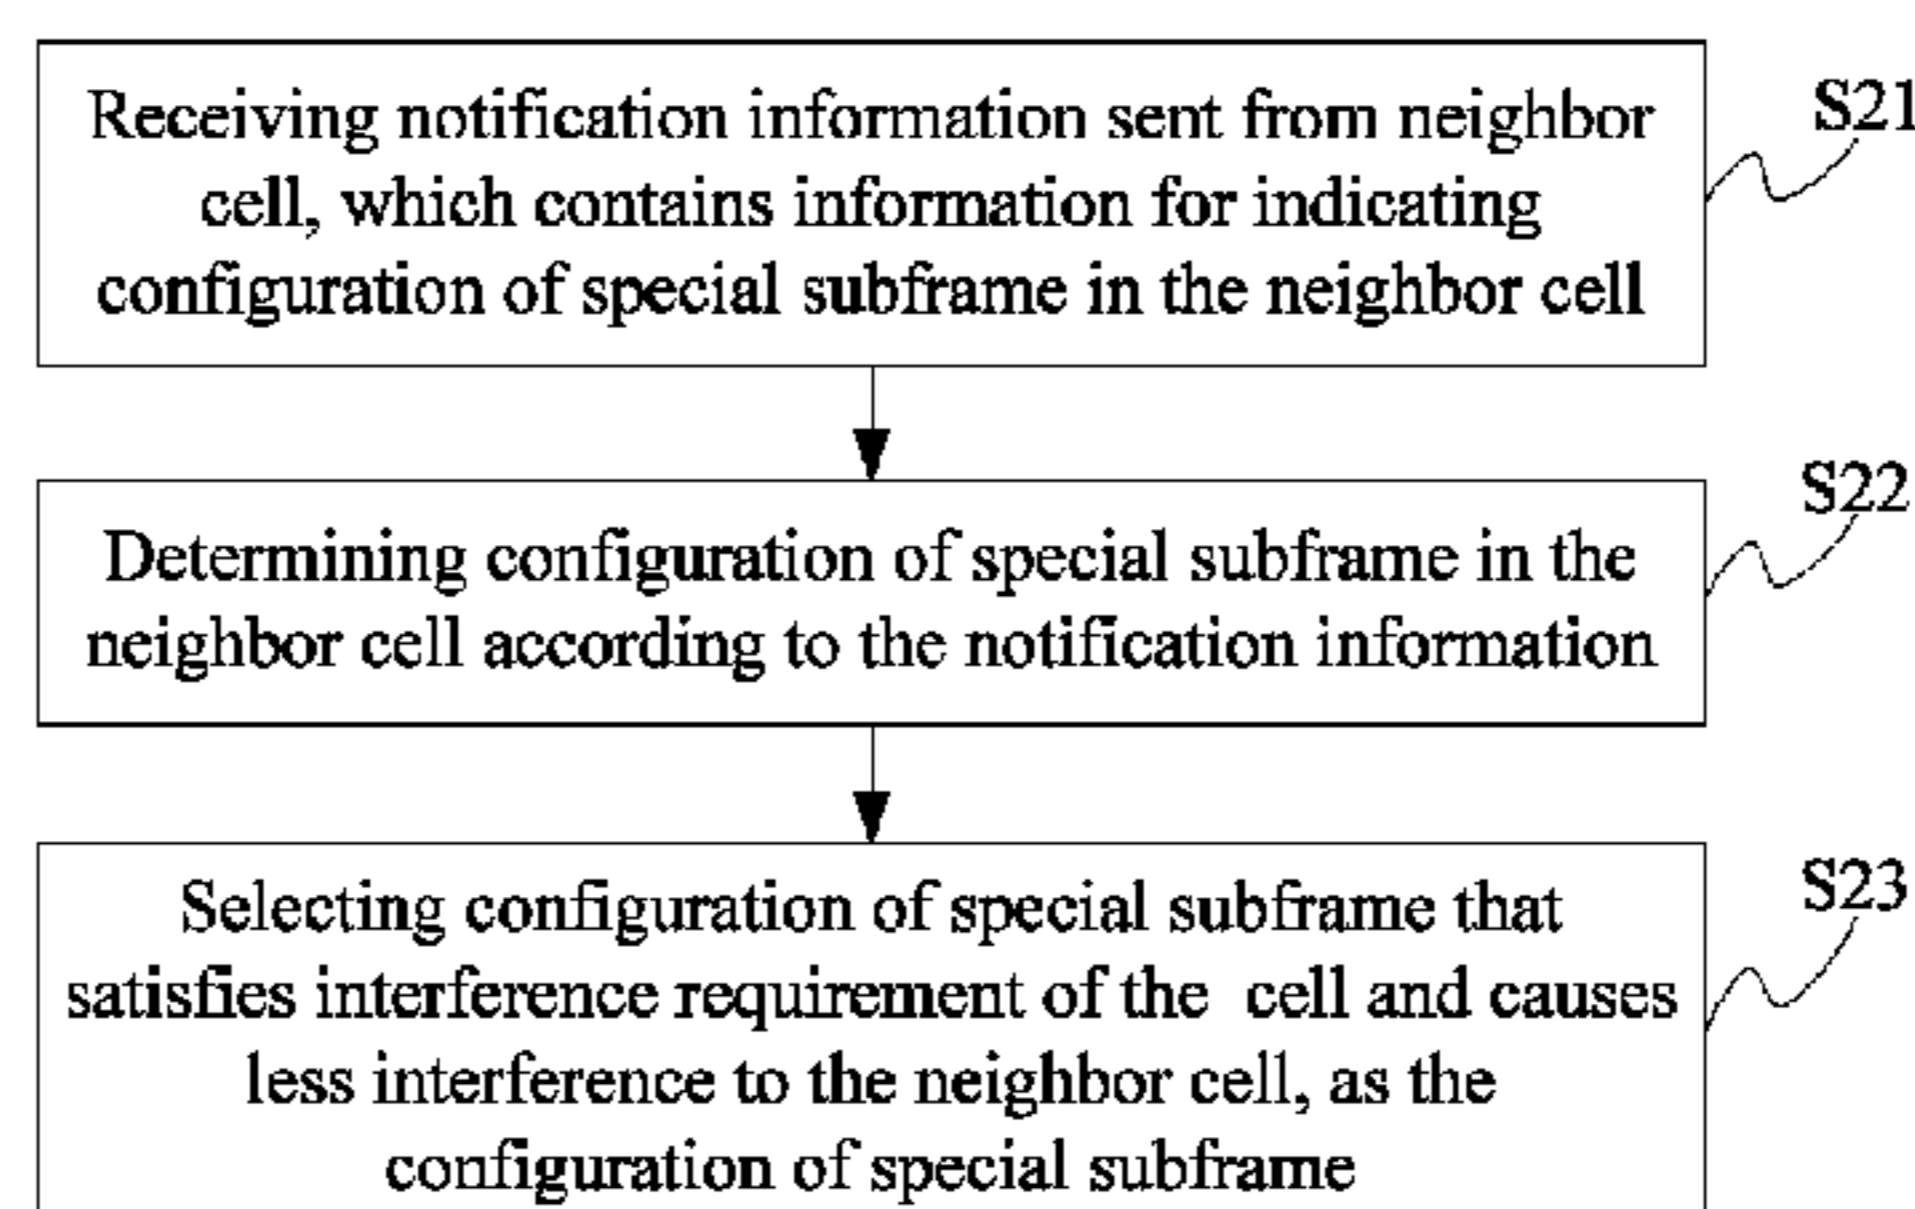 Receiving notification information sent from neighbor
cell, which contains information for indicating
configuration of special subframe in the neighbor cell
S21
Determining configuration of special subframe in the
neighbor cell according to the notification information
S22
Selecting configuration of special subframe that
satisfies interference requirement of the cell and causes
less interference to the neighbor cell, as the
configuration of special subframe
S23